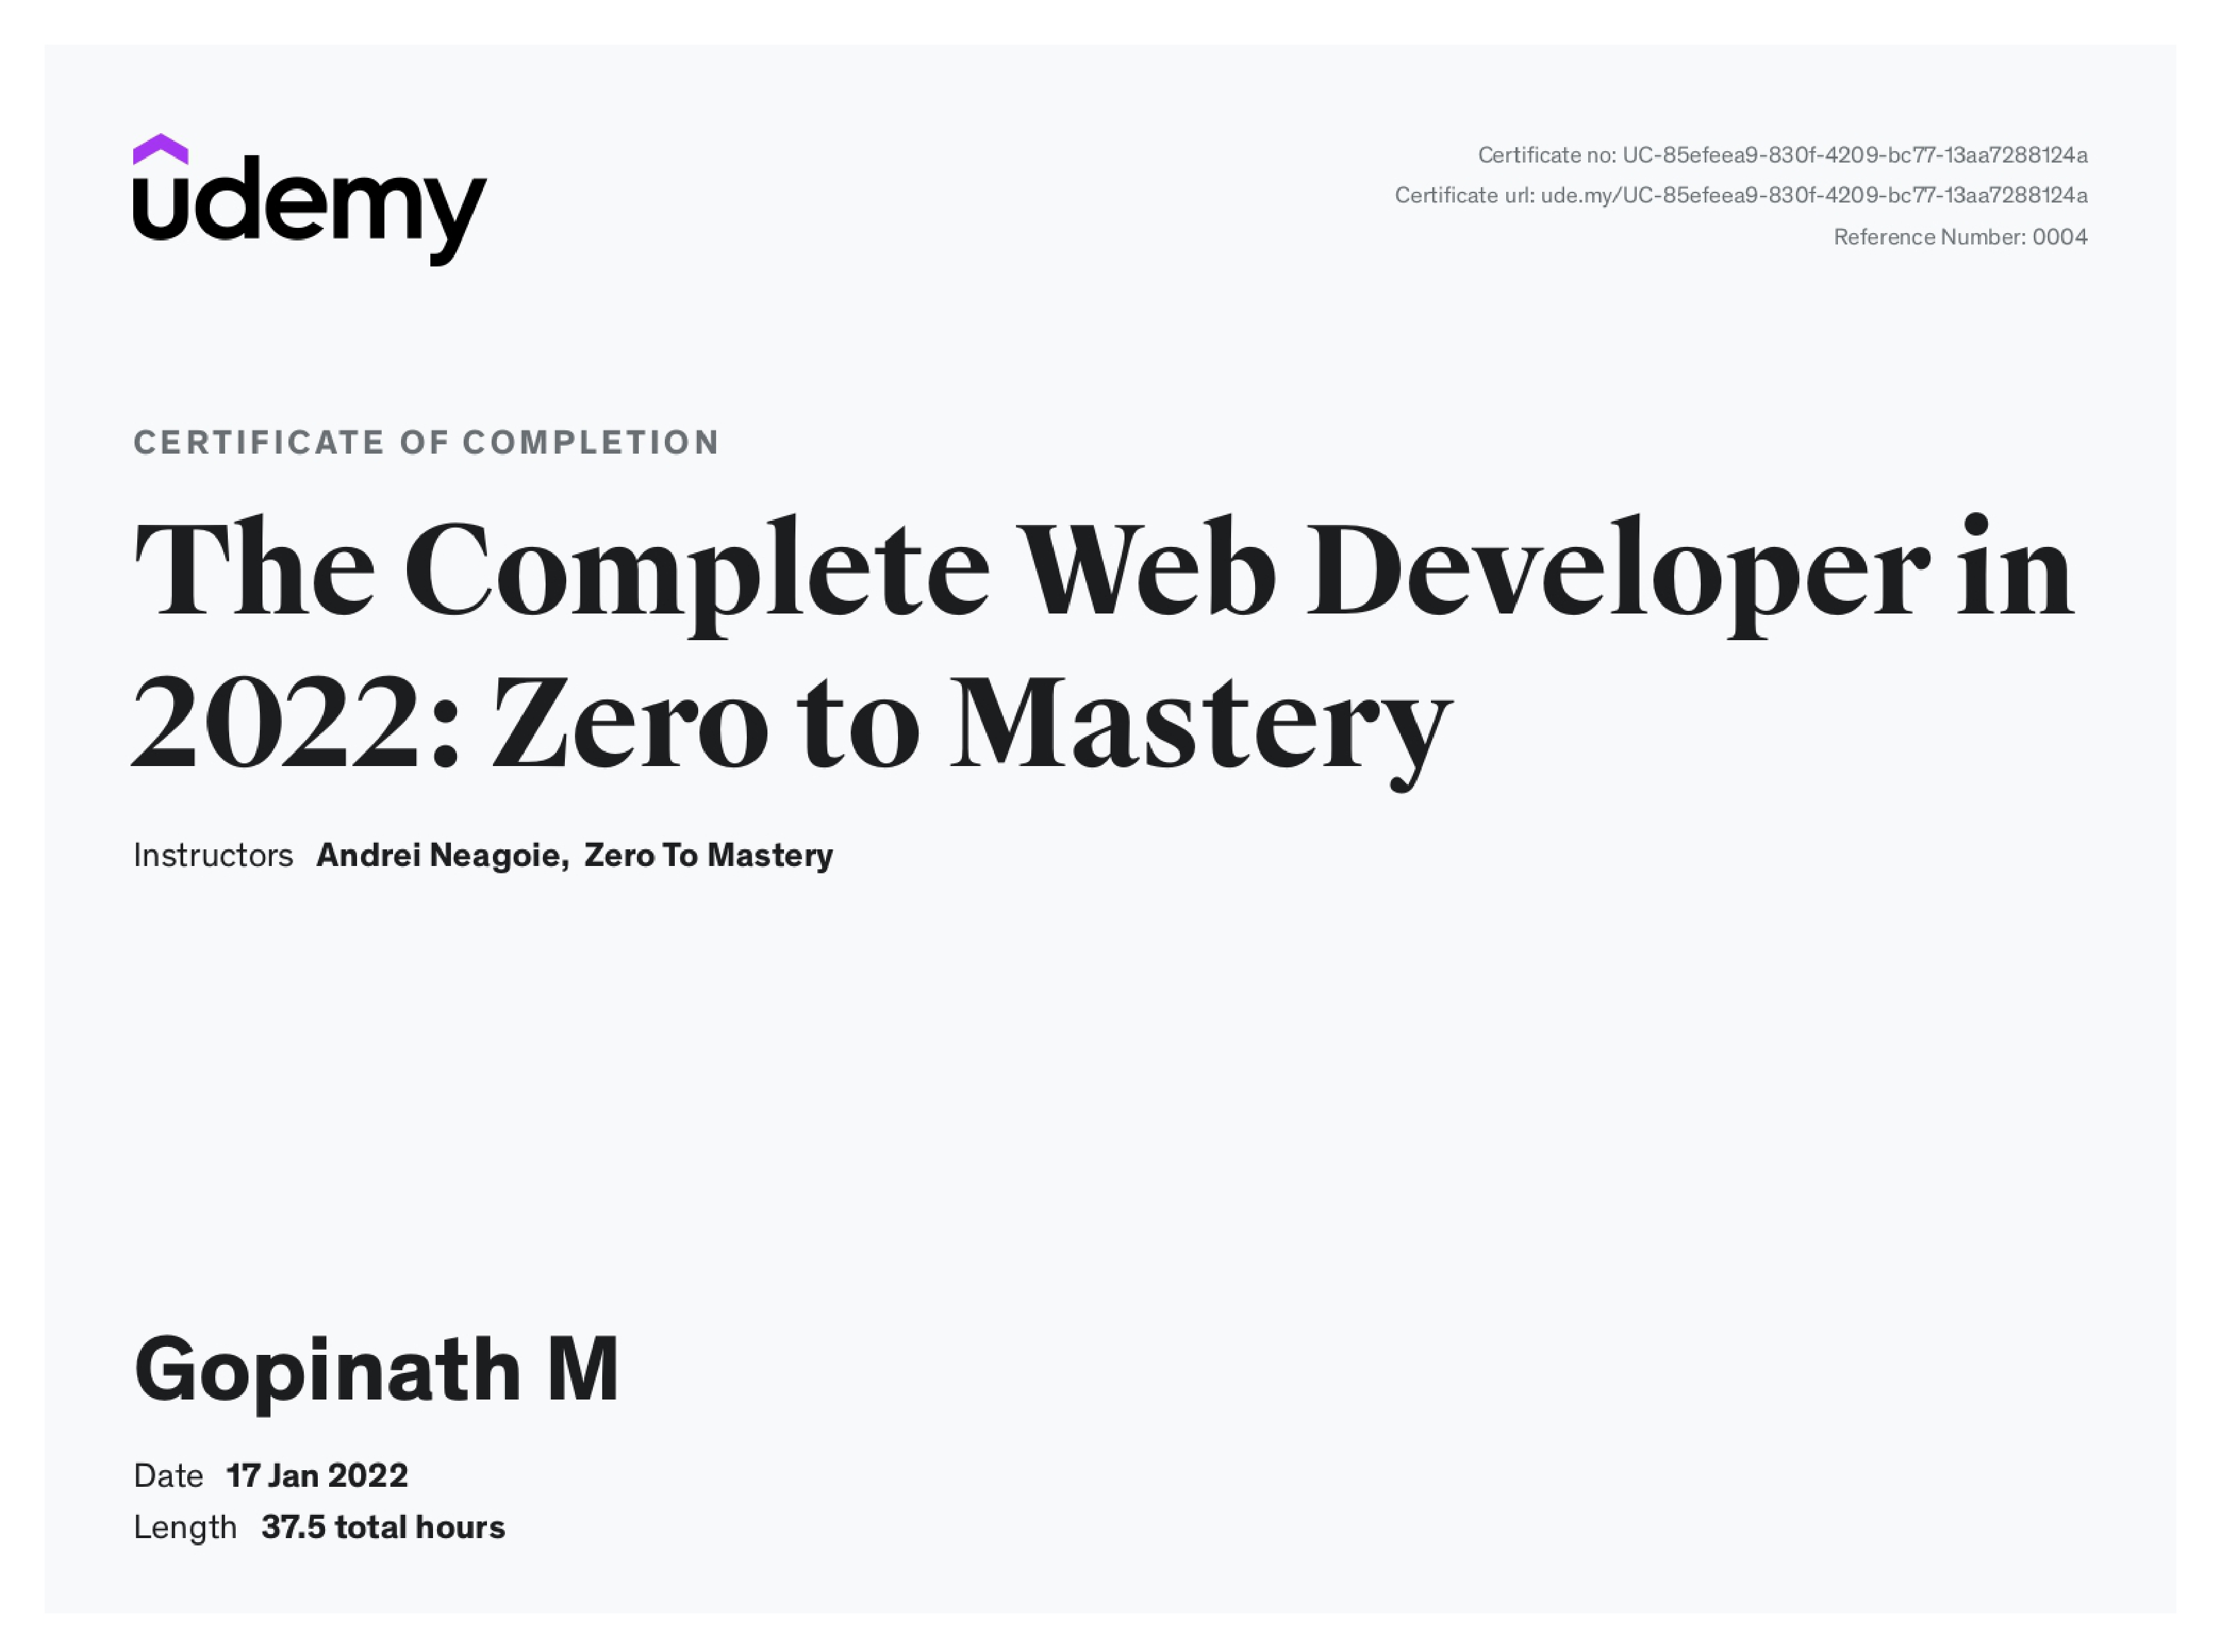 udemy
Certificate no: UC-85efeea9-830f-4209-bc77-13aa7288124a
Certificate url: ude.my/UC-85efeea9-830f-4209-bc77-13aa7288124a
Reference Number: 0004
CERTIFICATE OF COMPLETION
The Complete Web Developer in
2022: Zero to Mastery
Instructors Andrei Neagoie, Zero To Mastery
Gopinath M
Date 17 Jan 2022
Length 37.5 total hours